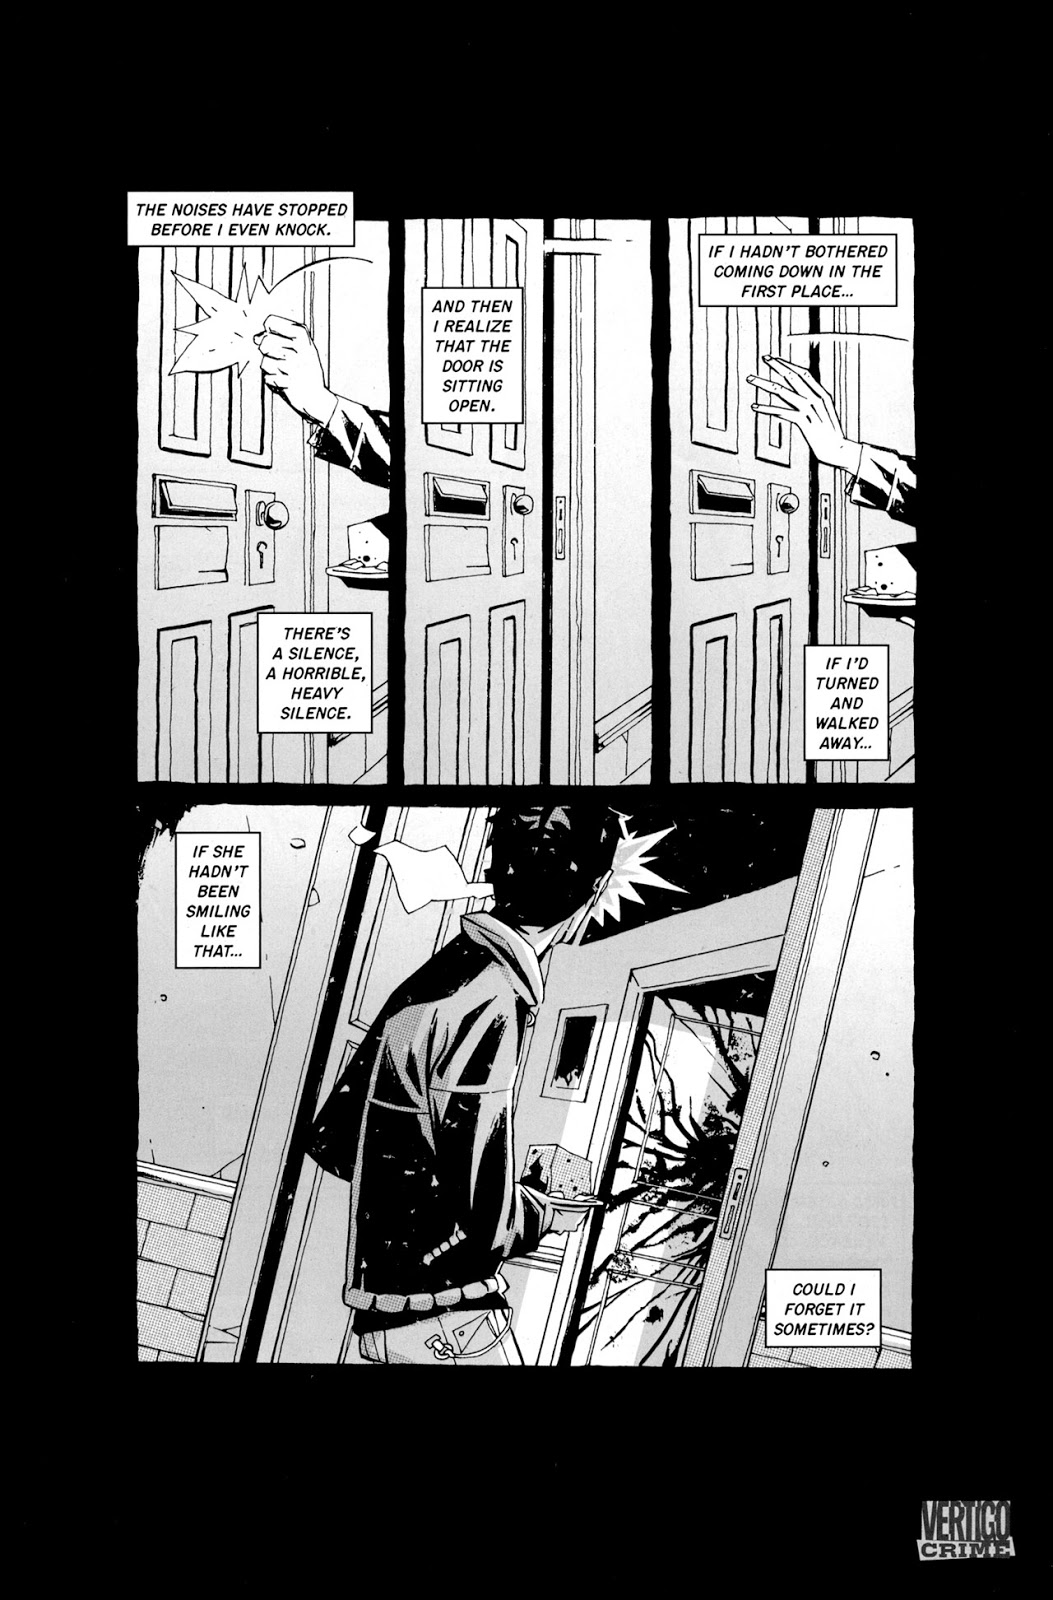 THE NOISES HAVE STOPPED
BEFORE I EVEN KNOCK.
THERE'S
A SILENCE,
A HORRIBLE,
HEAVY
SILENCE.
AND THEN
I REALIZE
THAT THE
DOOR IS
SITTING
OPEN.
IF I HADN'T BOTHERED
COMING DOWN IN THE
FIRST PLACE...
IF I'D
TURNED
AND
WALKED
AWAY...
IF SHE
HADN'T
BEEN
SMILING
LIKE
THAT...
COULD I
FORGET IT
SOMETIMES?
VERTIGO
CRIME